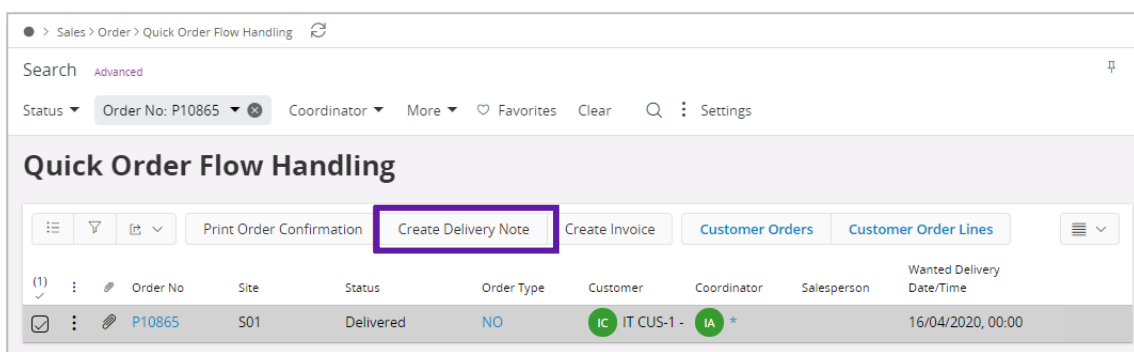 > Sales > Order > Quick Order Flow Handling
Search Advanced
Status Order No: P10865 Coordinator More Favorites Clear Settings
Quick Order Flow Handling
Print Order Confirmation Create Delivery Note Create Invoice Customer Orders Customer Order Lines
Wanted Delivery
(1) Order No Site Status Order Type Customer Coordinator Salesperson Date/Time
P10865 S01 Delivered NO IC IT CUS-1 - IA * 16/04/2020, 00:00